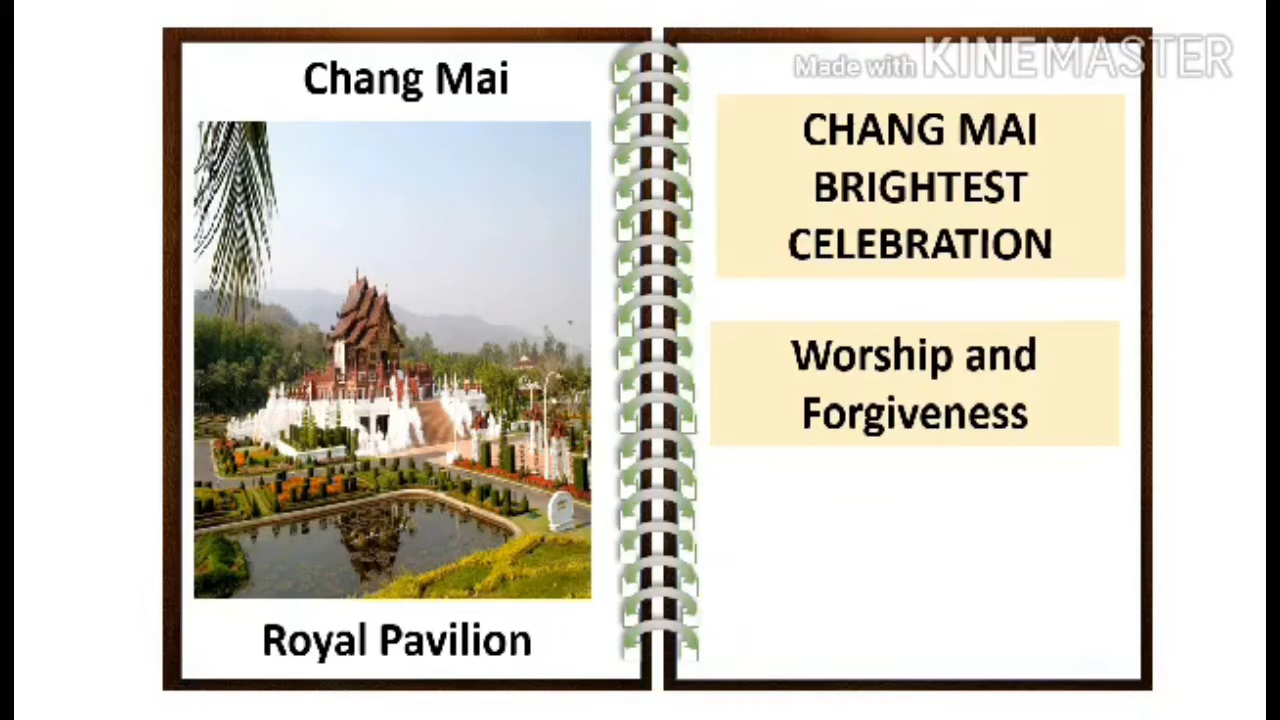 Chang Mai
Royal Pavilion
Made with KINEMASTER
CHANG MAI
BRIGHTEST
CELEBRATION
Worship and
Forgiveness